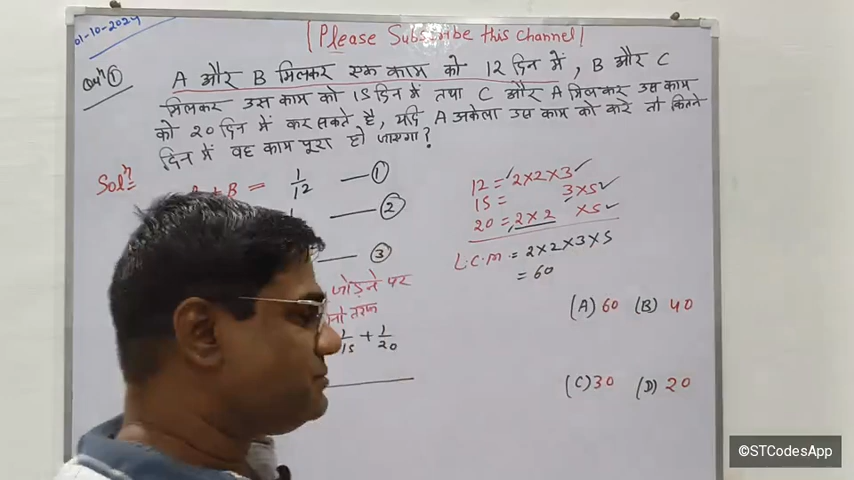 01-10-2024
Please Subscribe this channel
Qu^n ① A और B मिलकर एक काम को 12 दिन में, B और C
मिलकर उस काम को 15 दिन में तथा C और A मिलकर उस काम
को 20 दिन में कर सकते है, यदि A अकेला उस काम को करे तो कितने
दिन में वह काम पूरा हो जाएगा?
Sol^n
+ B = 1/12 — ①
— ②
— ③
जोड़ने पर
तरफ
1/15 + 1/20
12 = 2×2×3
15 = 3×5
20 = 2×2 ×5
L.C.M. = 2×2×3×5
= 60
(A) 60 (B) 40
(C) 30 (D) 20
©STCodesApp